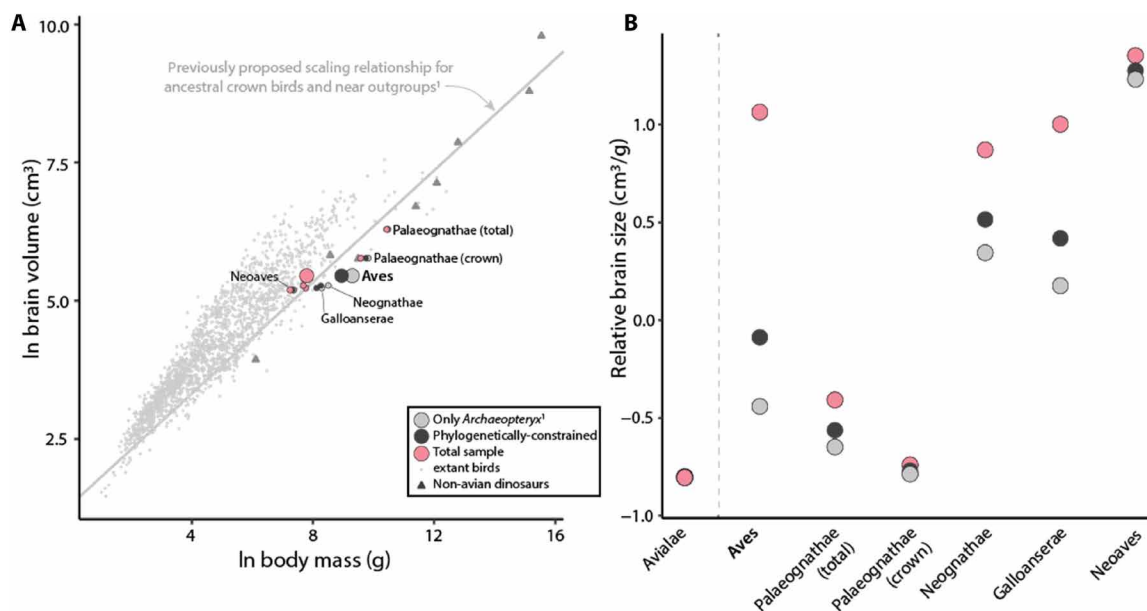 A
10.0
7.5
5.0
2.5
4
8
12
16
ln brain volume (cm³)
ln body mass (g)
Previously proposed scaling relationship for
ancestral crown birds and near outgroups¹
Palaeognathae (total)
Palaeognathae (crown)
Neoaves
Aves
Neognathae
Galloanserae
Only Archaeopteryx¹
Phylogenetically-constrained
Total sample
extant birds
Non-avian dinosaurs
B
1.0
0.5
0.0
−0.5
−1.0
Relative brain size (cm³/g)
Avialae
Aves
Palaeognathae
(total)
Palaeognathae
(crown)
Neognathae
Galloanserae
Neoaves